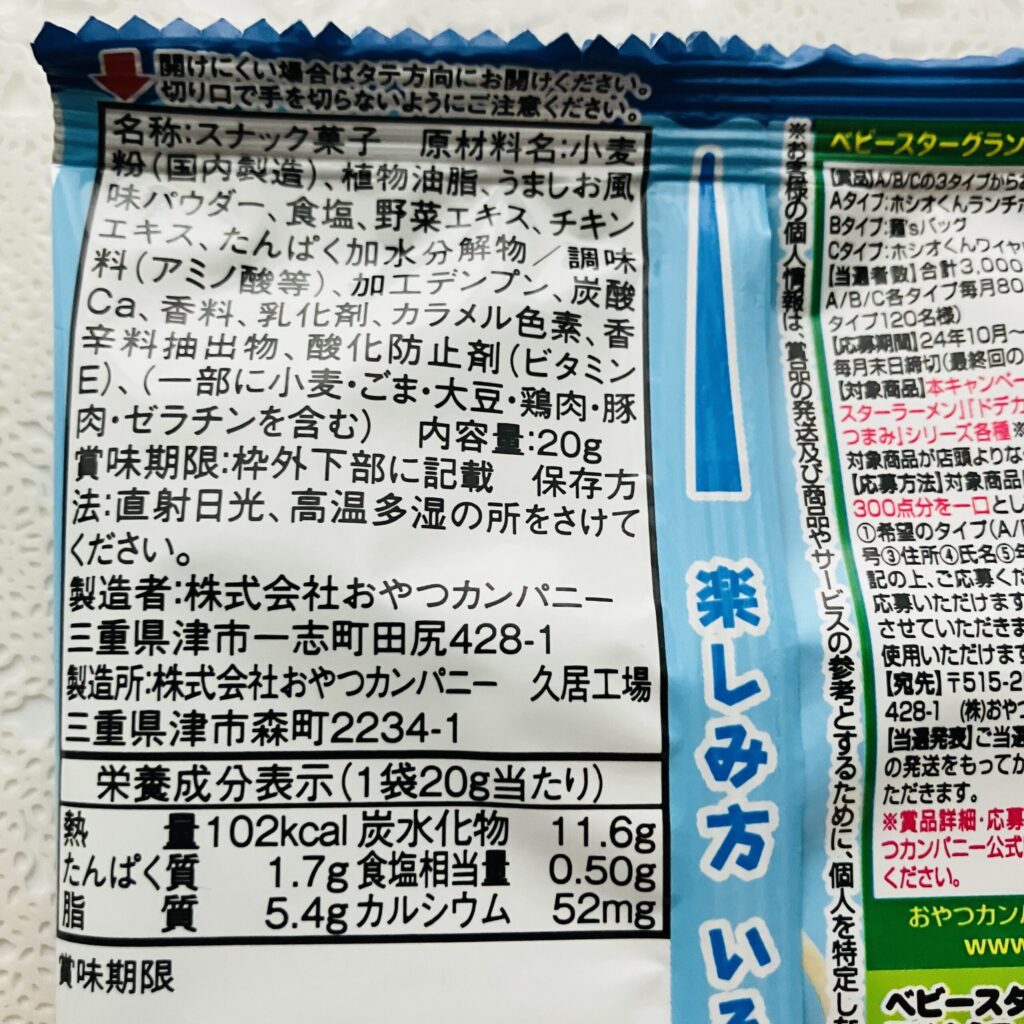 開けにくい場合はタテ方向にお開けください。
切り口で手を切らないようにご注意ください。
名称:スナック菓子　原材料名:小麦
粉(国内製造)、植物油脂、うましお風
味パウダー、食塩、野菜エキス、チキン
エキス、たんぱく加水分解物／調味
料(アミノ酸等)、加工デンプン、炭酸
Ca、香料、乳化剤、カラメル色素、香
辛料抽出物、酸化防止剤(ビタミン
E)、(一部に小麦・ごま・大豆・鶏肉・豚
肉・ゼラチンを含む)　内容量:20g
賞味期限:枠外下部に記載　保存方
法:直射日光、高温多湿の所をさけて
ください。
製造者:株式会社おやつカンパニー
三重県津市一志町田尻428-1
製造所:株式会社おやつカンパニー　久居工場
三重県津市森町2234-1
栄養成分表示(1袋20g当たり)
熱量102kcal 炭水化物 11.6g
たんぱく質 1.7g 食塩相当量 0.50g
脂質 5.4g カルシウム 52mg
賞味期限
楽しみ方 い
※お客様の個人情報は、賞品の発送及び商品やサービスの参考とするために、個人を特定し
ベビースターグラン
【賞品】A/B/Cの3タイプから
Aタイプ:ホシオくんランチ
Bタイプ:'sバッグ
Cタイプ:ホシオくんワイヤ
【当選者数】合計3,000
A/B/C各タイプ毎月80
タイプ120名様)
【応募期間】24年10月～
毎月末日締切(最終回の
【対象商品】本キャンペー
スターラーメン」「ドデカ
つまみ」シリーズ各種
対象商品が店頭よりな
【応募方法】対象商品
300点分を一口とし
①希望のタイプ(A/
号③住所④氏名⑤年
記の上、ご応募くだ
応募いただけます
させていただきま
使用いただけます
【宛先】〒515-2
428-1　(株)おや
【当選発表】ご当選
の発送をもってか
ただきます。
※賞品詳細・応募
つカンパニー公式
ください。
おやつカン
www.
ベビースタ